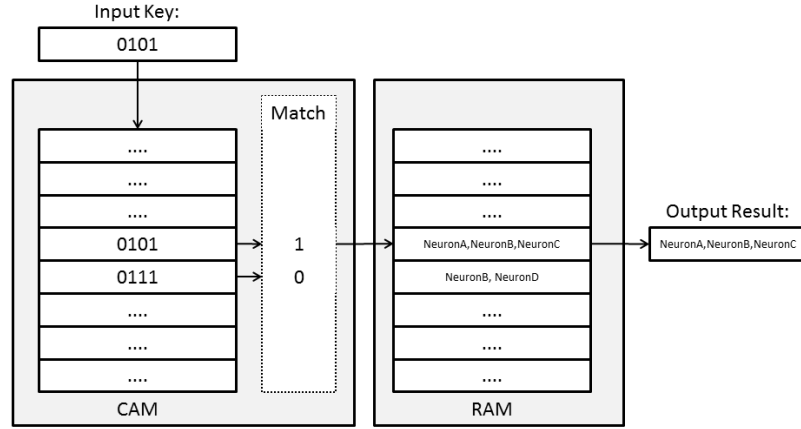 Input Key:
0101
Match
....
....
....
0101
1
0111
0
....
....
....
CAM
....
....
....
NeuronA,NeuronB,NeuronC
NeuronB, NeuronD
....
....
....
RAM
Output Result:
NeuronA,NeuronB,NeuronC